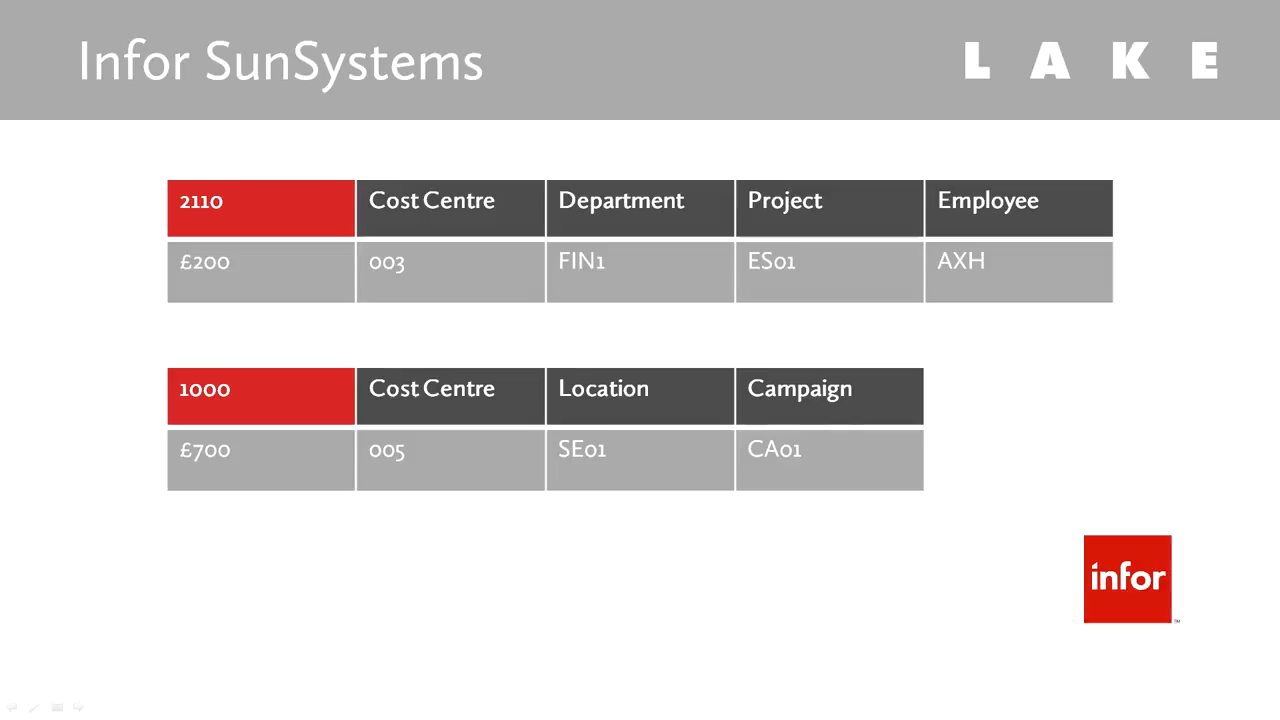 Infor SunSystems
L A K E
2110 Cost Centre Department Project Employee
£200 003 FIN1 ES01 AXH
1000 Cost Centre Location Campaign
£700 005 SE01 CA01
infor
TM